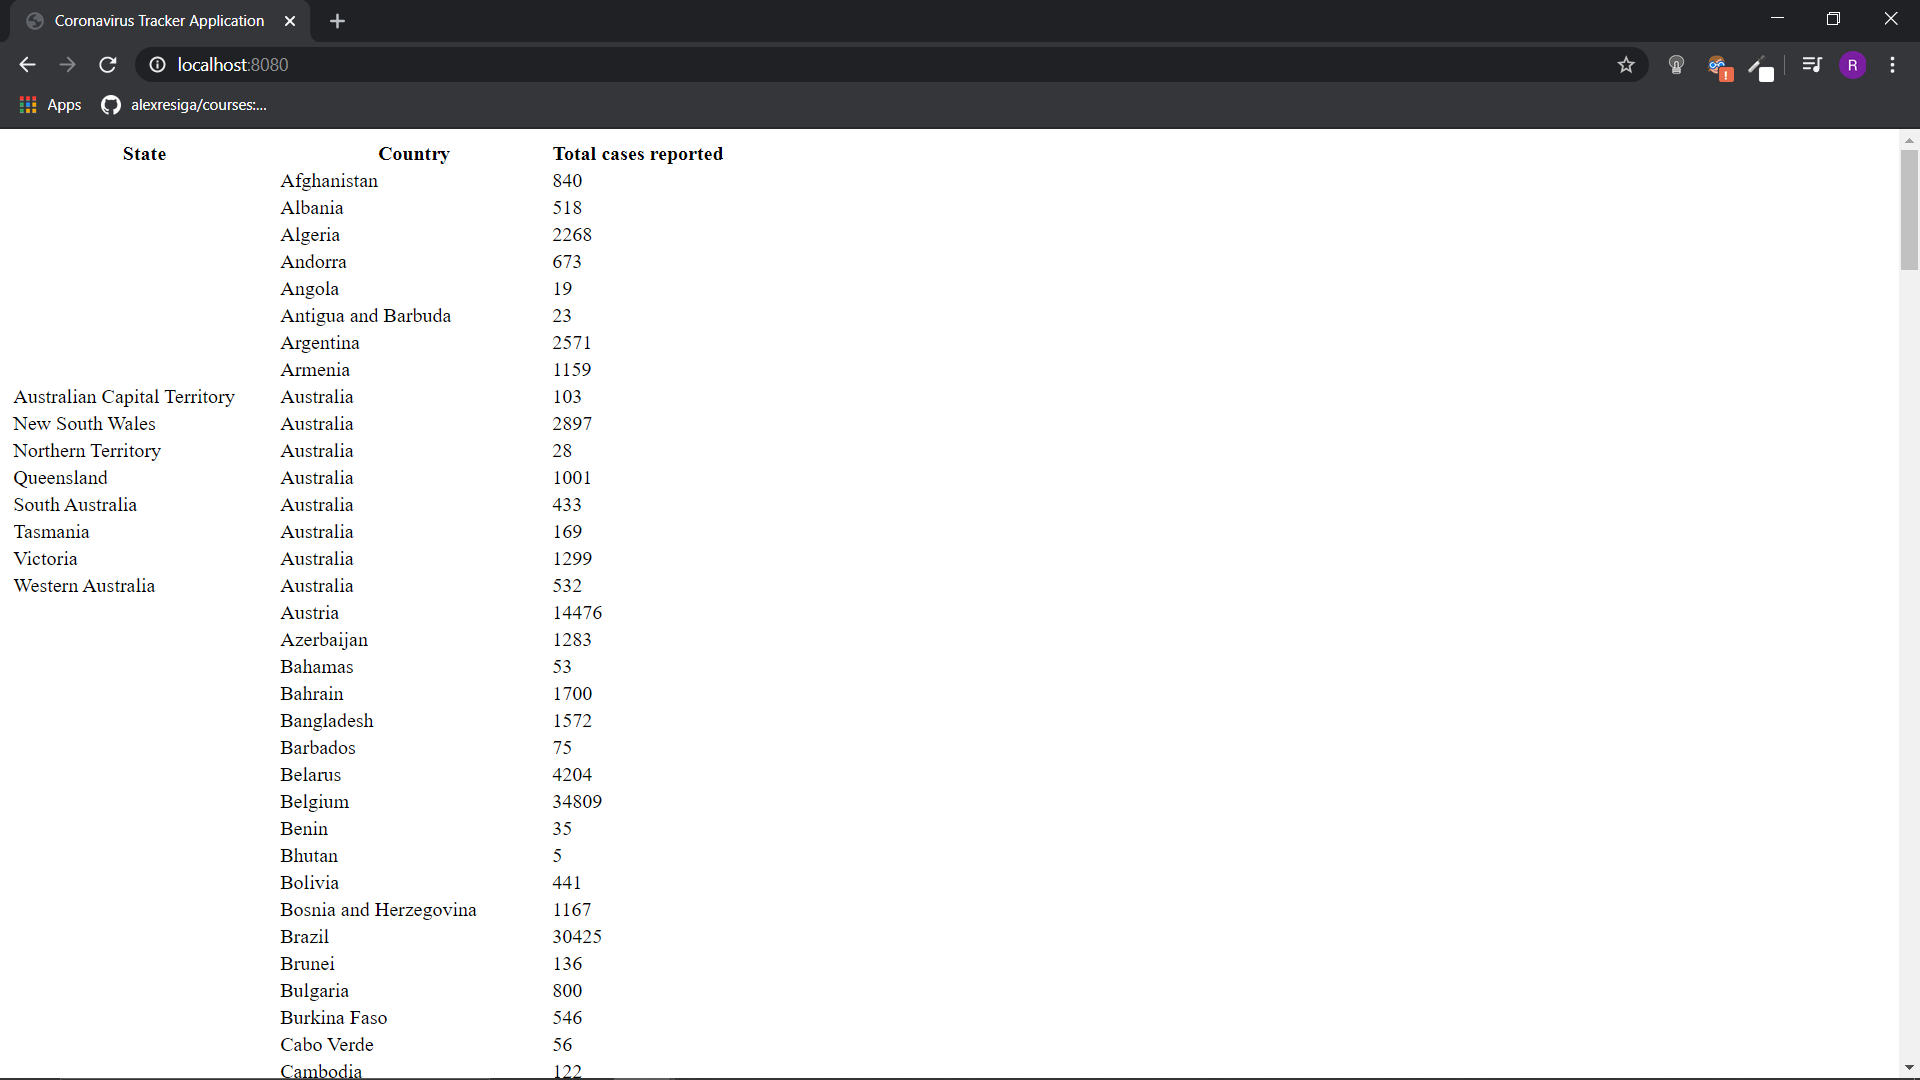 Coronavirus Tracker Application
localhost:8080
R
Apps alexresiga/courses:...
State Country Total cases reported
Afghanistan 840
Albania 518
Algeria 2268
Andorra 673
Angola 19
Antigua and Barbuda 23
Argentina 2571
Armenia 1159
Australian Capital Territory Australia 103
New South Wales Australia 2897
Northern Territory Australia 28
Queensland Australia 1001
South Australia Australia 433
Tasmania Australia 169
Victoria Australia 1299
Western Australia Australia 532
Austria 14476
Azerbaijan 1283
Bahamas 53
Bahrain 1700
Bangladesh 1572
Barbados 75
Belarus 4204
Belgium 34809
Benin 35
Bhutan 5
Bolivia 441
Bosnia and Herzegovina 1167
Brazil 30425
Brunei 136
Bulgaria 800
Burkina Faso 546
Cabo Verde 56
Cambodia 122